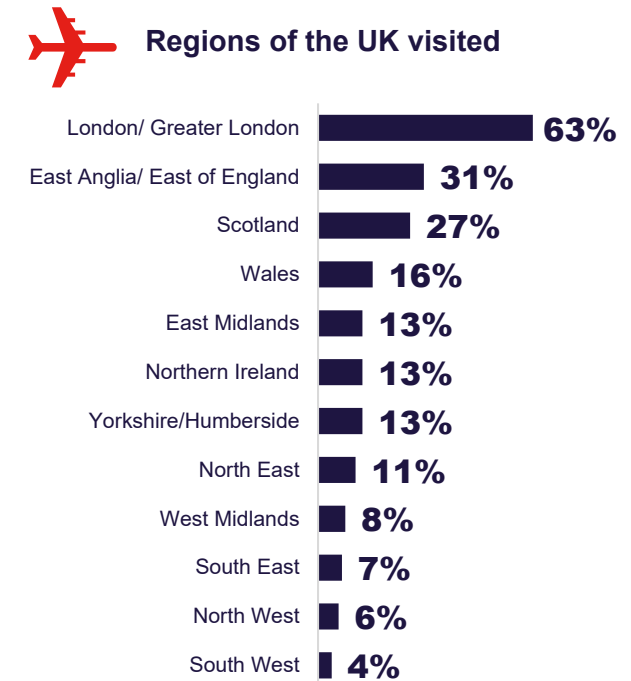 Regions of the UK visited
London/ Greater London 63%
East Anglia/ East of England 31%
Scotland 27%
Wales 16%
East Midlands 13%
Northern Ireland 13%
Yorkshire/Humberside 13%
North East 11%
West Midlands 8%
South East 7%
North West 6%
South West 4%